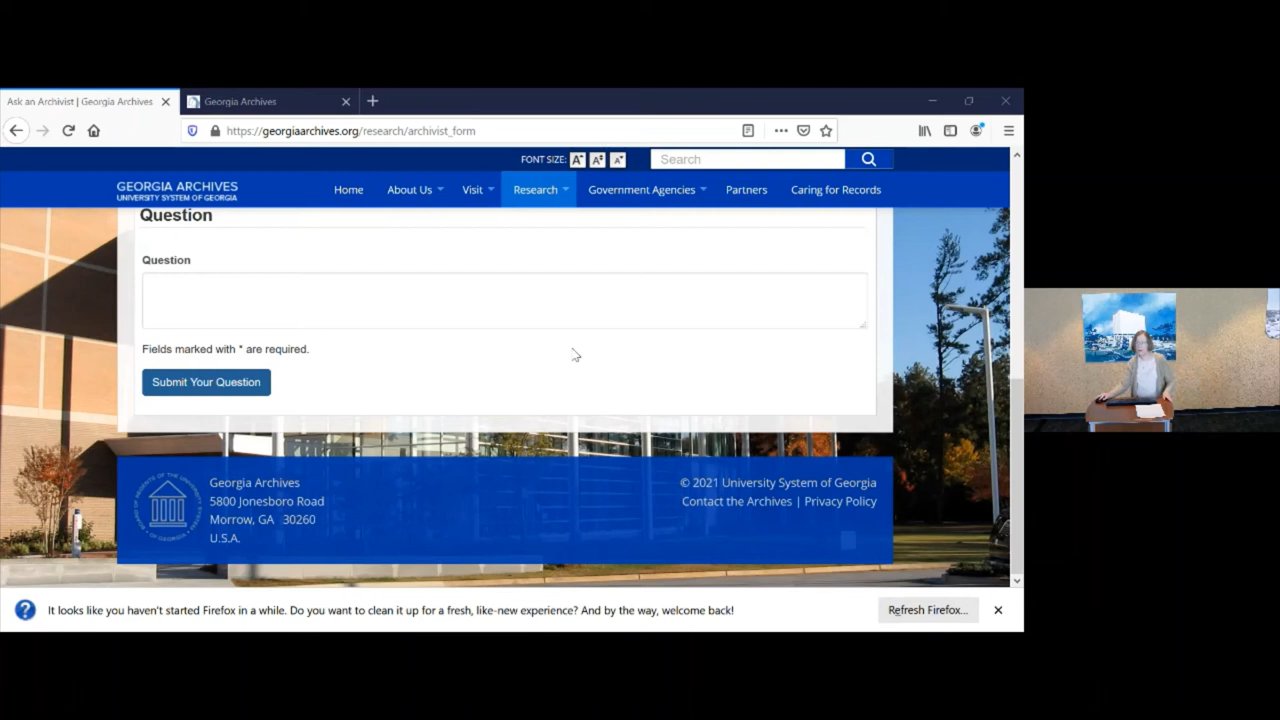 Ask an Archivist | Georgia Archives
Georgia Archives
https://georgiaarchives.org/research/archivist_form
FONT SIZE: A+ A± A+
Search
GEORGIA ARCHIVES
UNIVERSITY SYSTEM OF GEORGIA
Home About Us Visit Research Government Agencies Partners Caring for Records
Question
Question
Fields marked with * are required.
Submit Your Question
Georgia Archives
5800 Jonesboro Road
Morrow, GA 30260
U.S.A.
© 2021 University System of Georgia
Contact the Archives | Privacy Policy
It looks like you haven't started Firefox in a while. Do you want to clean it up for a fresh, like-new experience? And by the way, welcome back!
Refresh Firefox...